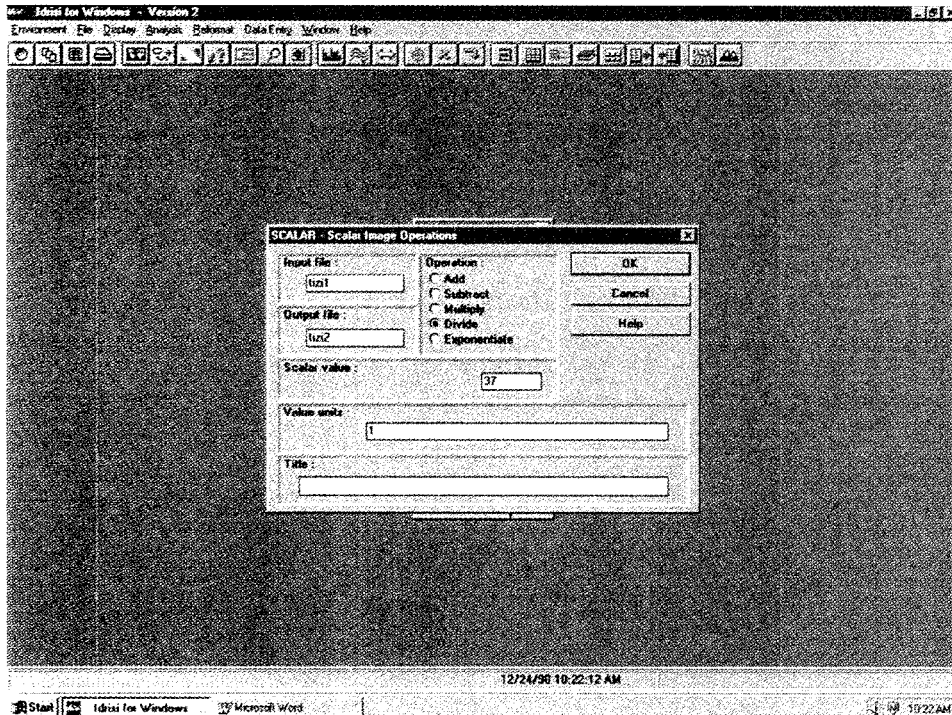 Idrisi for Windows - Version 2
Environment File Display Analysis Reformat Data Entry Window Help
SCALAR - Scalar Image Operations
Input file :
tizi1
Output file :
tizi2
Operation :
Add
Subtract
Multiply
Divide
Exponentiate
OK
Cancel
Help
Scalar value :
37
Value units
1
Title :
12/24/98 10:22:12 AM
Start Idrisi for Windows Microsoft Word 10:22 AM